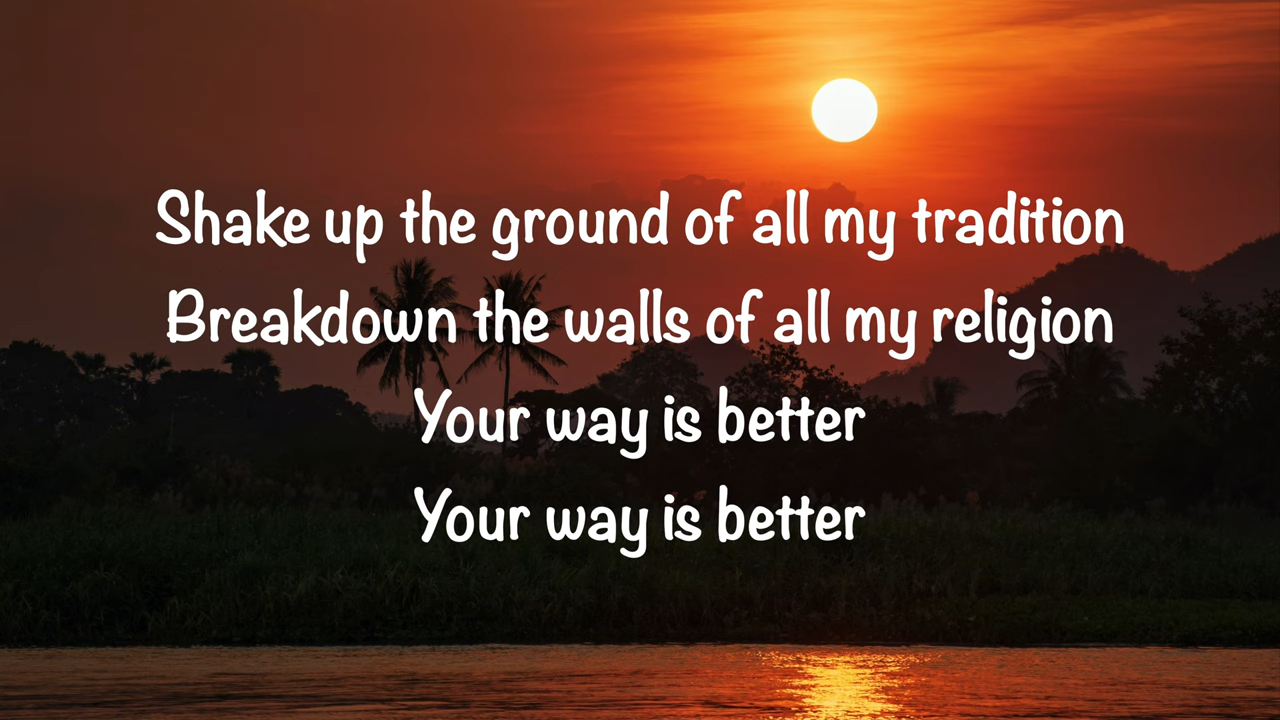 Shake up the ground of all my tradition
Breakdown the walls of all my religion
Your way is better
Your way is better